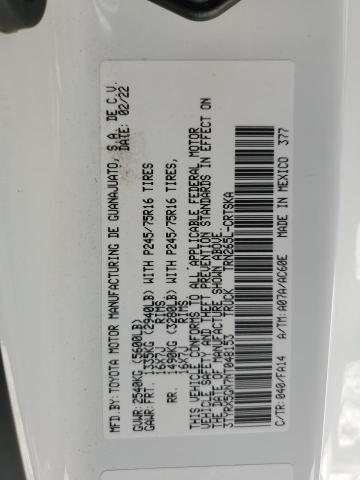 MFD.BY:TOYOTA MOTOR MANUFACTURING DE GUANAJUATO, S.A. DE C.V.
DATE: 02/22
GVWR:2540KG (5600LB)
GAWR:FRT. 1335KG (2940LB) WITH P245/75R16 TIRES
16X7J RIMS,
RR. 1490KG (3280LB) WITH P245/75R16 TIRES,
16X7J RIMS.
THIS VEHICLE CONFORMS TO ALL APPLICABLE FEDERAL MOTOR
VEHICLE SAFETY AND THEFT PREVENTION STANDARDS IN EFFECT ON
THE DATE OF MANUFACTURE SHOWN ABOVE.
TRUCK TRN265L-CRTSKA
C/TR:040/FA14 A/TM:A07A/AC60E MADE IN MEXICO 377